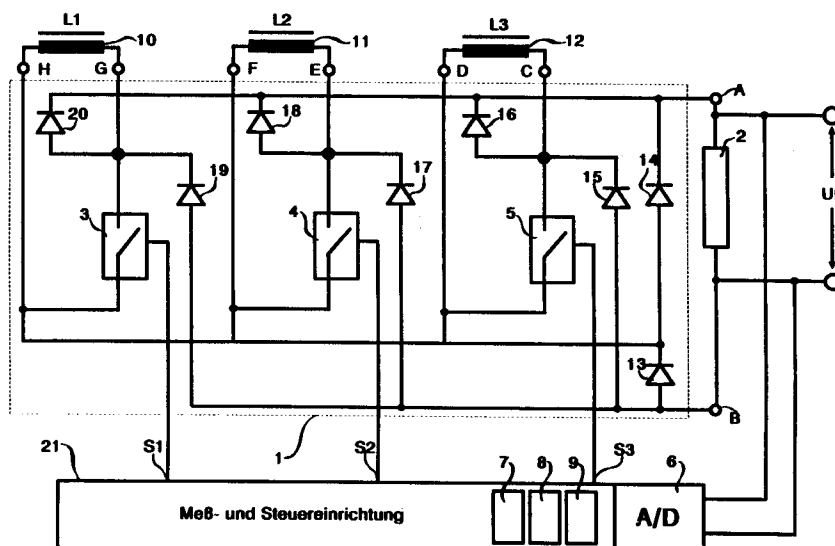 L1 L2 L3
10 11 12
H G F E D C
A
20 18 16
2
19 17 15 14
U
3 4 5
13
B
1
21 S1 S2 S3
7 8 9 6
Meß- und Steuereinrichtung A/D